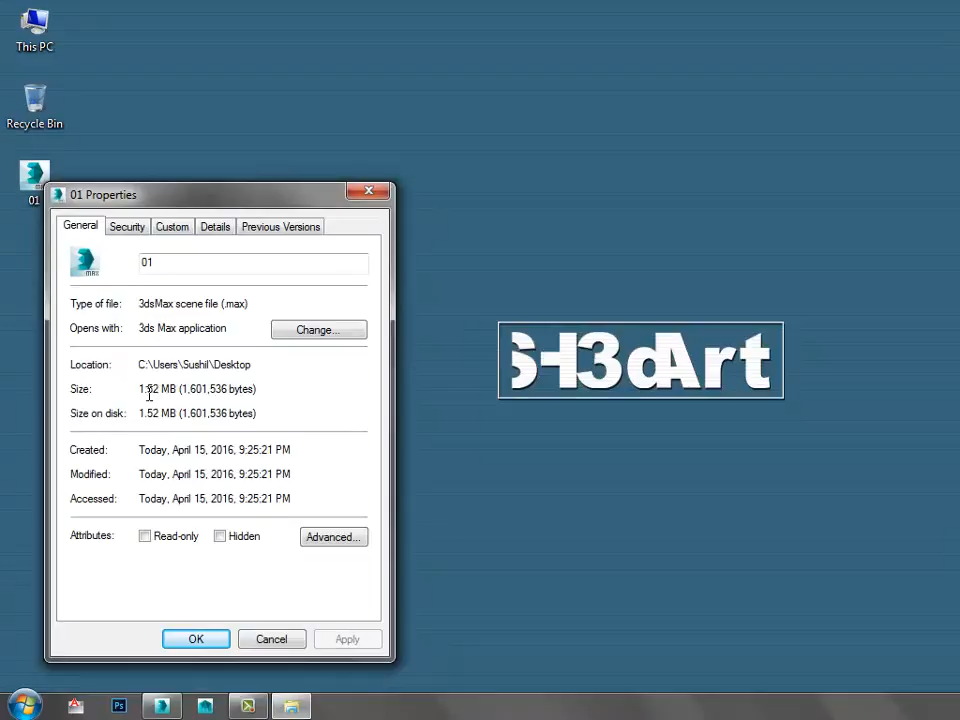 This PC
Recycle Bin
01
01 Properties
General Security Custom Details Previous Versions
MAX
01
Type of file: 3dsMax scene file (.max)
Opens with: 3ds Max application Change...
Location: C:\Users\Sushil\Desktop
Size: 1.52 MB (1,601,536 bytes)
Size on disk: 1.52 MB (1,601,536 bytes)
Created: Today, April 15, 2016, 9:25:21 PM
Modified: Today, April 15, 2016, 9:25:21 PM
Accessed: Today, April 15, 2016, 9:25:21 PM
Attributes: Read-only Hidden Advanced...
OK Cancel Apply
SH3dArt
Ps